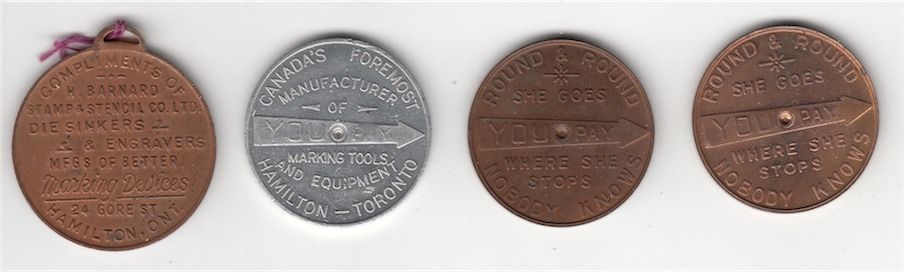 COMPLIMENTS OF
H. BARNARD
STAMP & STENCIL CO. LTD.
DIE SINKERS
& ENGRAVERS
MFGS OF BETTER
Marking Devices
24 GORE ST.
HAMILTON, ONT.
CANADA'S FOREMOST
MANUFACTURER
OF
YOU PAY
MARKING TOOLS
AND EQUIPMENT
HAMILTON — TORONTO
ROUND & ROUND
SHE GOES
YOU PAY
WHERE SHE
STOPS
NOBODY KNOWS
ROUND & ROUND
SHE GOES
YOU PAY
WHERE SHE
STOPS
NOBODY KNOWS